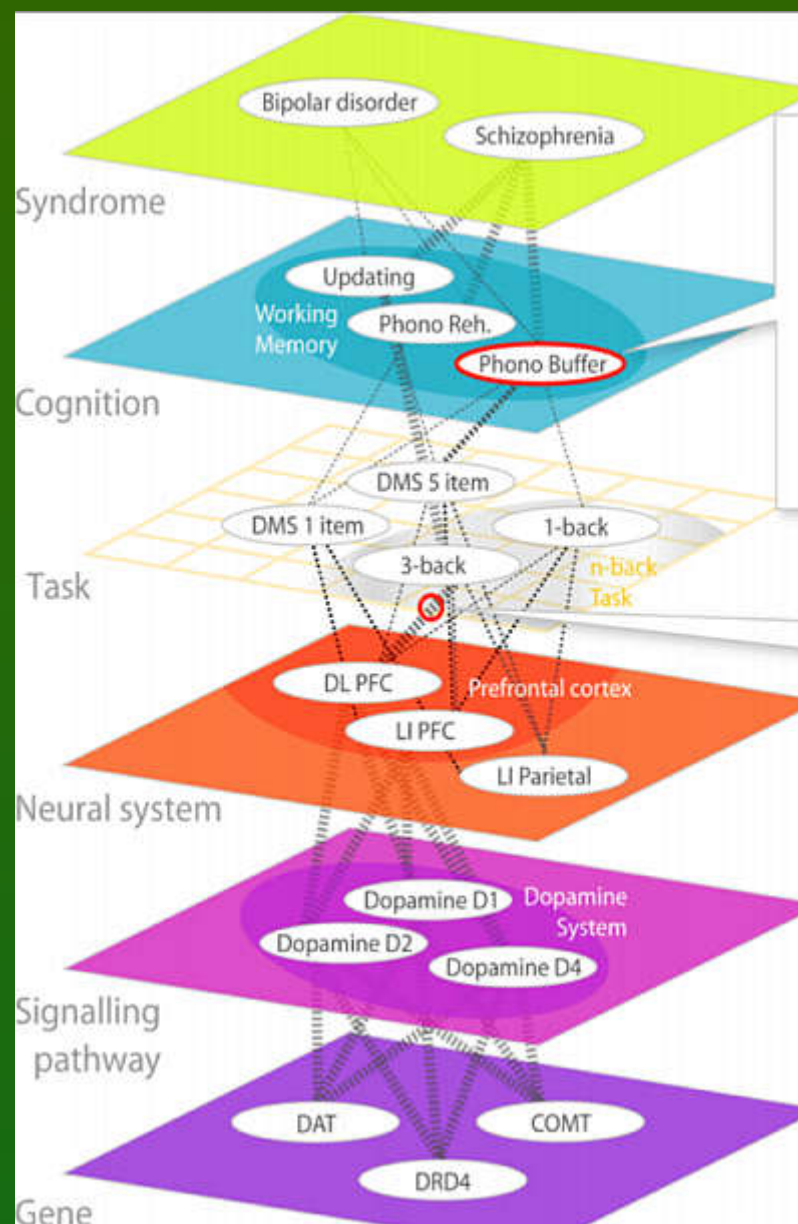 Bipolar disorder
Schizophrenia
Syndrome
Updating
Working
Memory
Phono Reh.
Phono Buffer
Cognition
DMS 5 item
DMS 1 item
1-back
3-back
n-back
Task
Task
DL PFC
Prefrontal cortex
LI PFC
LI Parietal
Neural system
Dopamine D1
Dopamine
System
Dopamine D2
Dopamine D4
Signalling
pathway
DAT
COMT
DRD4
Gene